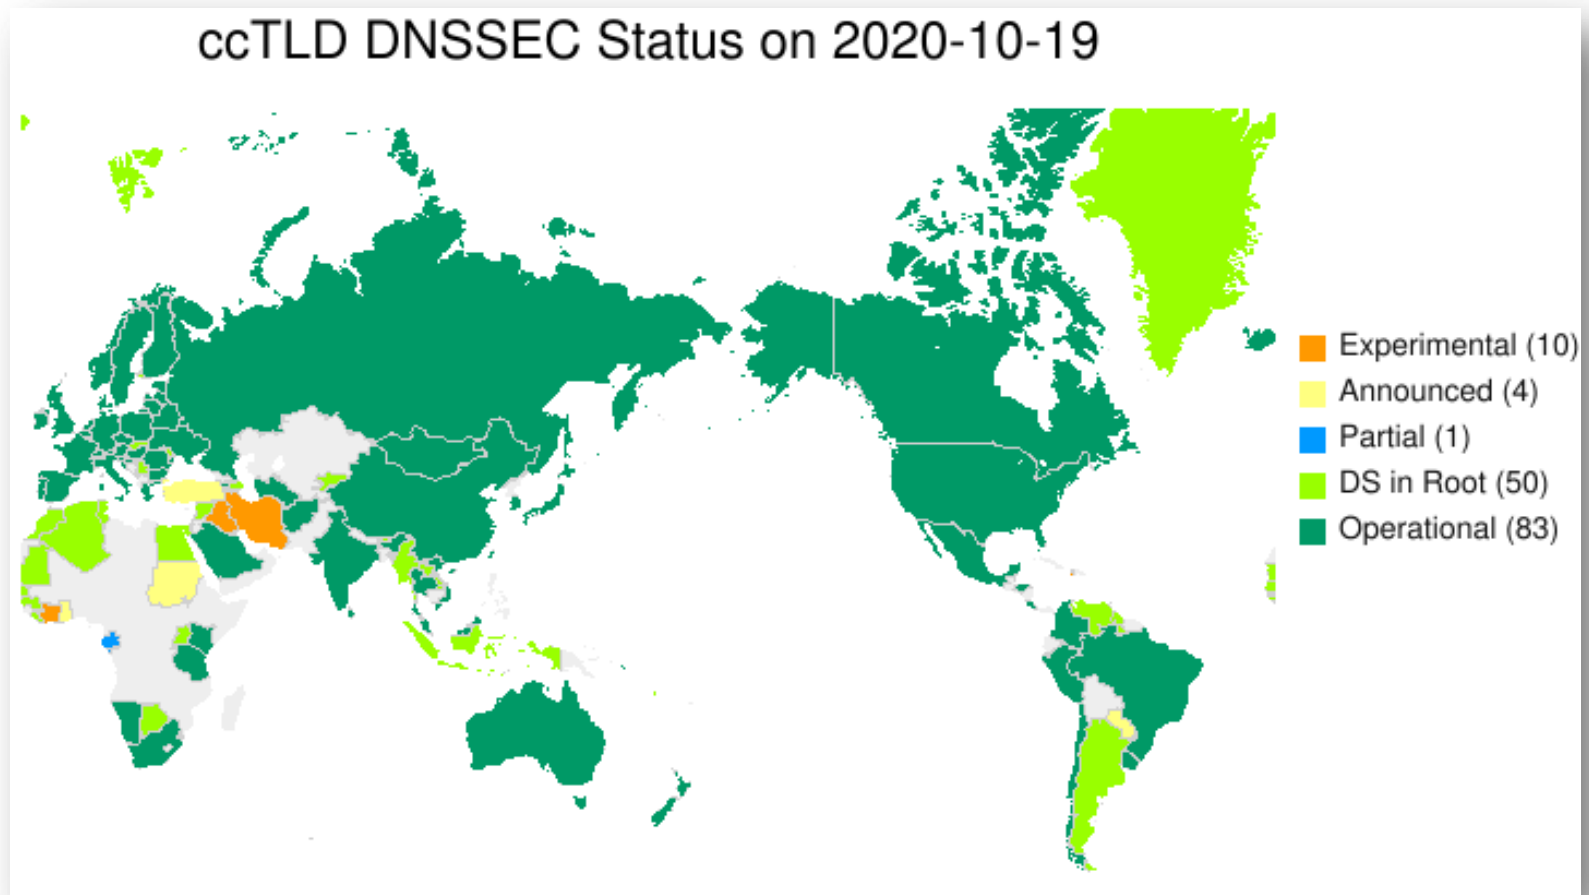 ccTLD DNSSEC Status on 2020-10-19
Experimental (10)
Announced (4)
Partial (1)
DS in Root (50)
Operational (83)